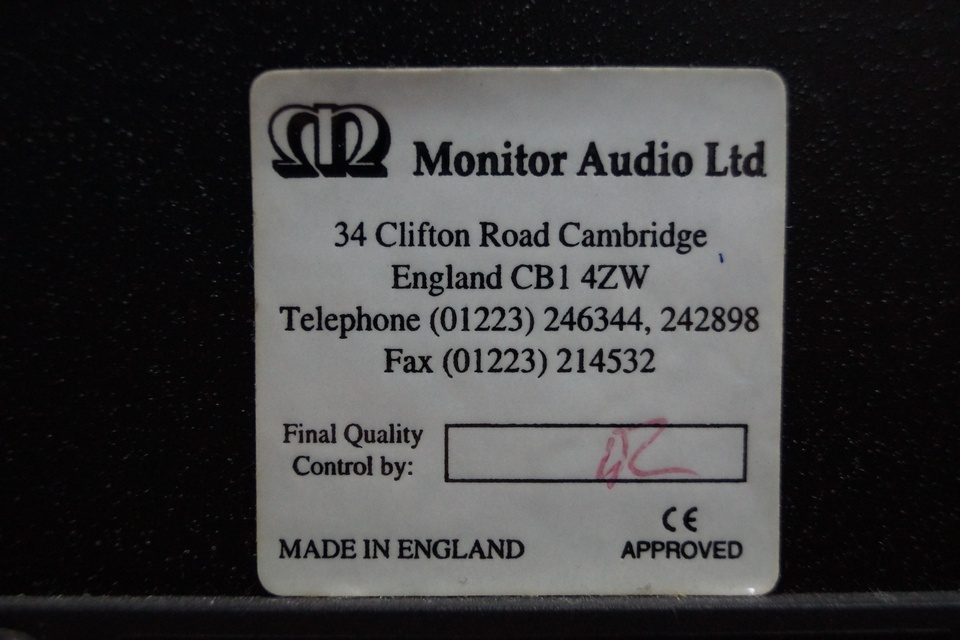 Monitor Audio Ltd
34 Clifton Road Cambridge
England CB1 4ZW
Telephone (01223) 246344, 242898
Fax (01223) 214532
Final Quality
Control by:
CE
APPROVED
MADE IN ENGLAND